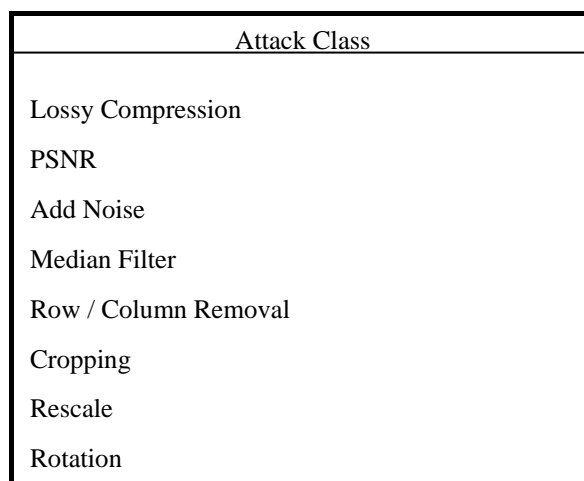 Attack Class
Lossy Compression
PSNR
Add Noise
Median Filter
Row / Column Removal
Cropping
Rescale
Rotation